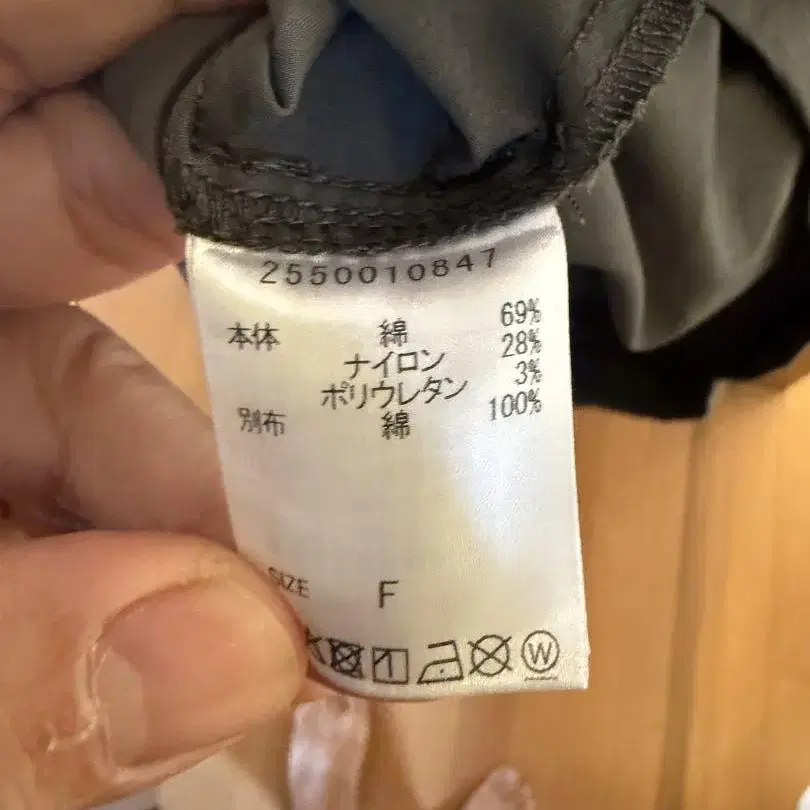 2550010847
本体 綿 69%
ナイロン 28%
ポリウレタン 3%
別布 綿 100%
SIZE F
W